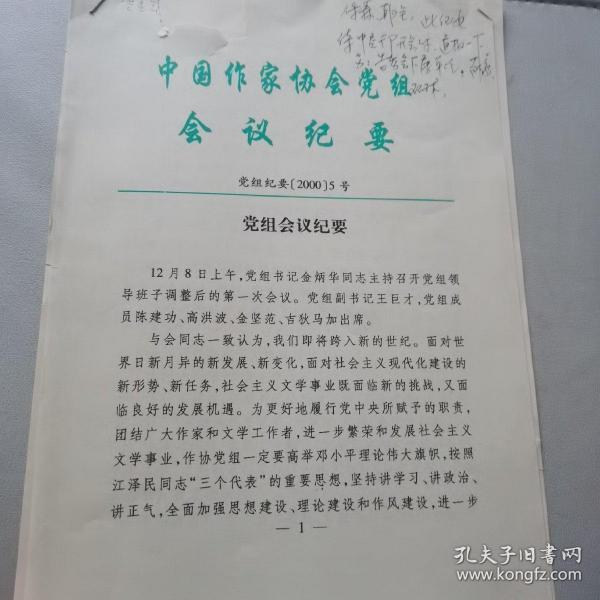 中国作家协会党组
会议纪要
党组纪要〔2000〕5号
党组会议纪要
12月8日上午,党组书记金炳华同志主持召开党组领
导班子调整后的第一次会议。党组副书记王巨才,党组成
员陈建功、高洪波、金坚范、吉狄马加出席。
与会同志一致认为,我们即将跨入新的世纪。面对世
界日新月异的新发展、新变化,面对社会主义现代化建设的
新形势、新任务,社会主义文学事业既面临新的挑战,又面
临良好的发展机遇。为更好地履行党中央所赋予的职责,
团结广大作家和文学工作者,进一步繁荣和发展社会主义
文学事业,作协党组一定要高举邓小平理论伟大旗帜,按照
江泽民同志“三个代表”的重要思想,坚持讲学习、讲政治、
讲正气,全面加强思想建设、理论建设和作风建设,进一步
— 1 —
孔夫子旧书网
www.kongfz.com